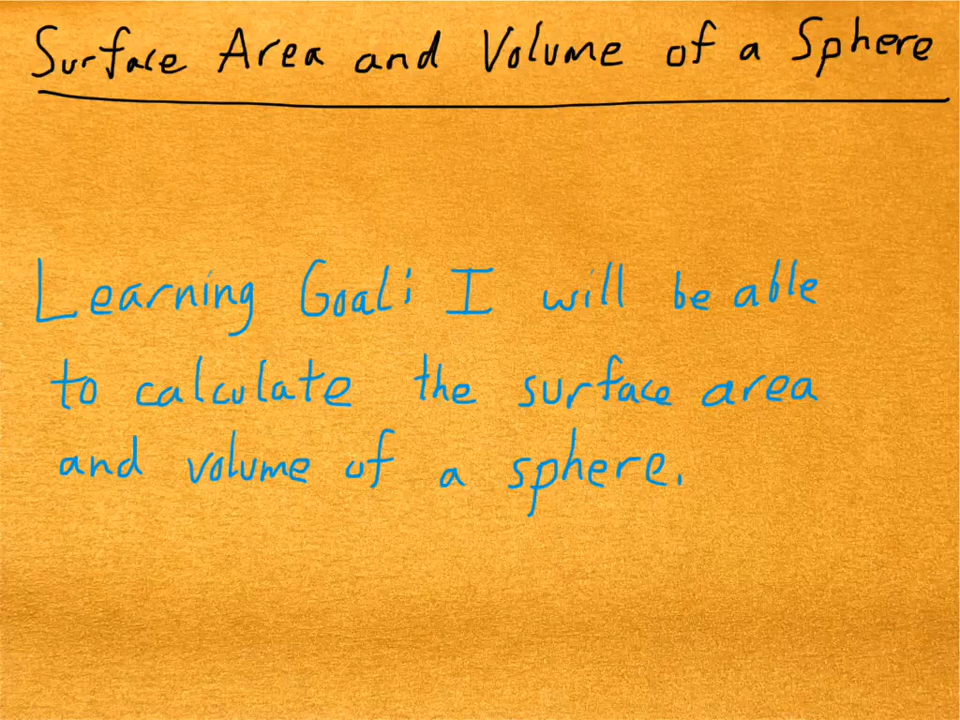 Surface Area and Volume of a Sphere
Learning Goal: I will be able
to calculate the surface area
and volume of a sphere.